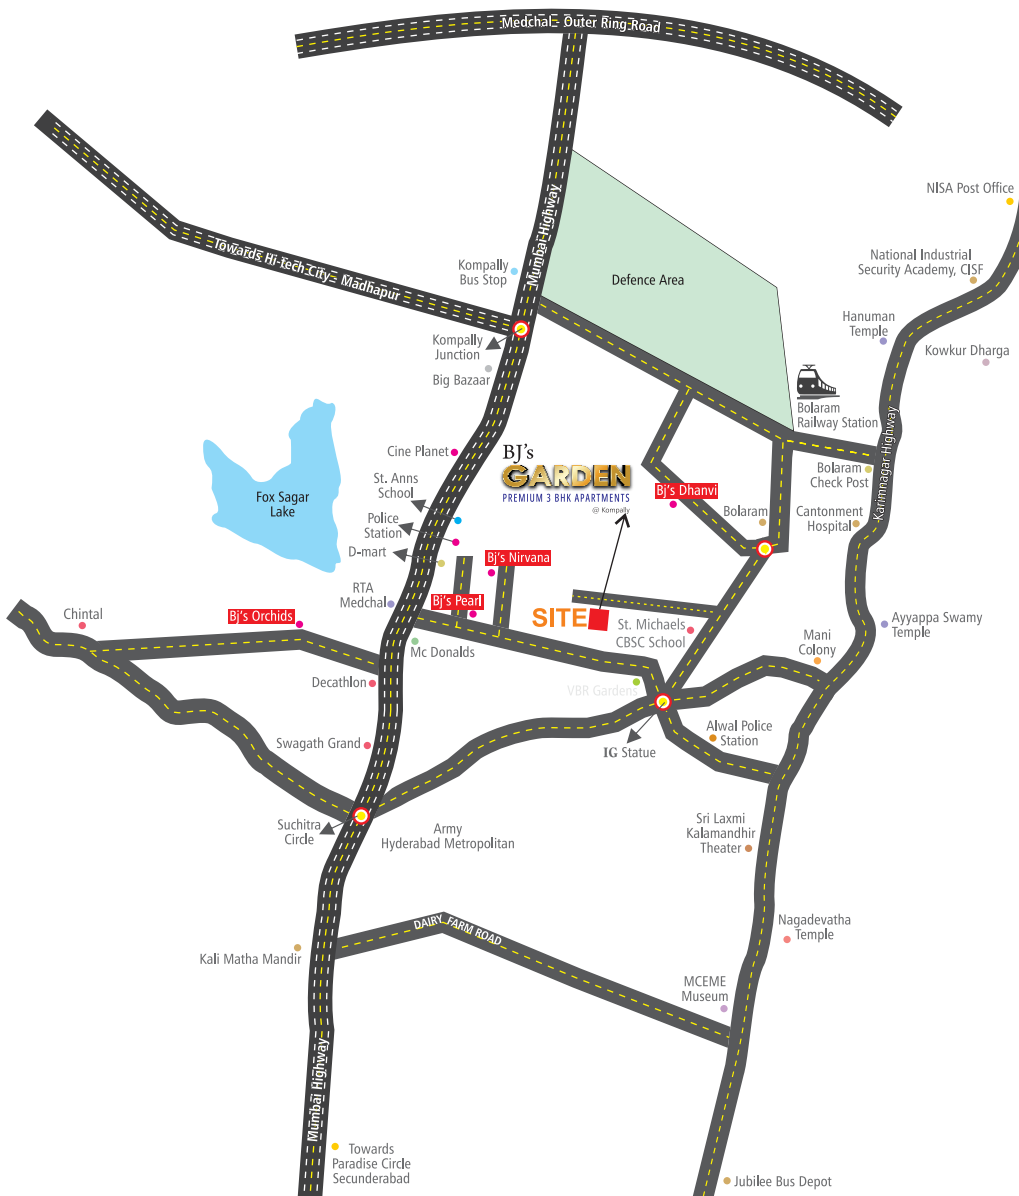 Medchal - Outer Ring Road
NISA Post Office
Mumbai Highway
Towards Hi-tech City - Madhapur
National Industrial
Security Academy, CISF
Kompally
Bus Stop
Defence Area
Hanuman
Temple
Kompally
Junction
Kowkur Dharga
Big Bazaar
Bolaram
Railway Station
Karimnagar Highway
Cine Planet
BJ's
GARDEN
PREMIUM 3 BHK APARTMENTS
@ Kompally
St. Anns
School
Bolaram
Check Post
Bj's Dhanvi
Fox Sagar
Lake
Police
Station
Bolaram
Cantonment
Hospital
D-mart
Bj's Nirvana
RTA
Medchal
Bj's Pearl
Chintal
Bj's Orchids
SITE
St. Michaels
CBSC School
Ayyappa Swamy
Temple
Mani
Colony
Mc Donalds
Decathlon
VBR Gardens
Swagath Grand
IG Statue
Alwal Police
Station
Suchitra
Circle
Army
Hyderabad Metropolitan
Sri Laxmi
Kalamandhir
Theater
DAIRY FARM ROAD
Nagadevatha
Temple
Kali Matha Mandir
MCEME
Museum
Mumbai Highway
Towards
Paradise Circle
Secunderabad
Jubilee Bus Depot